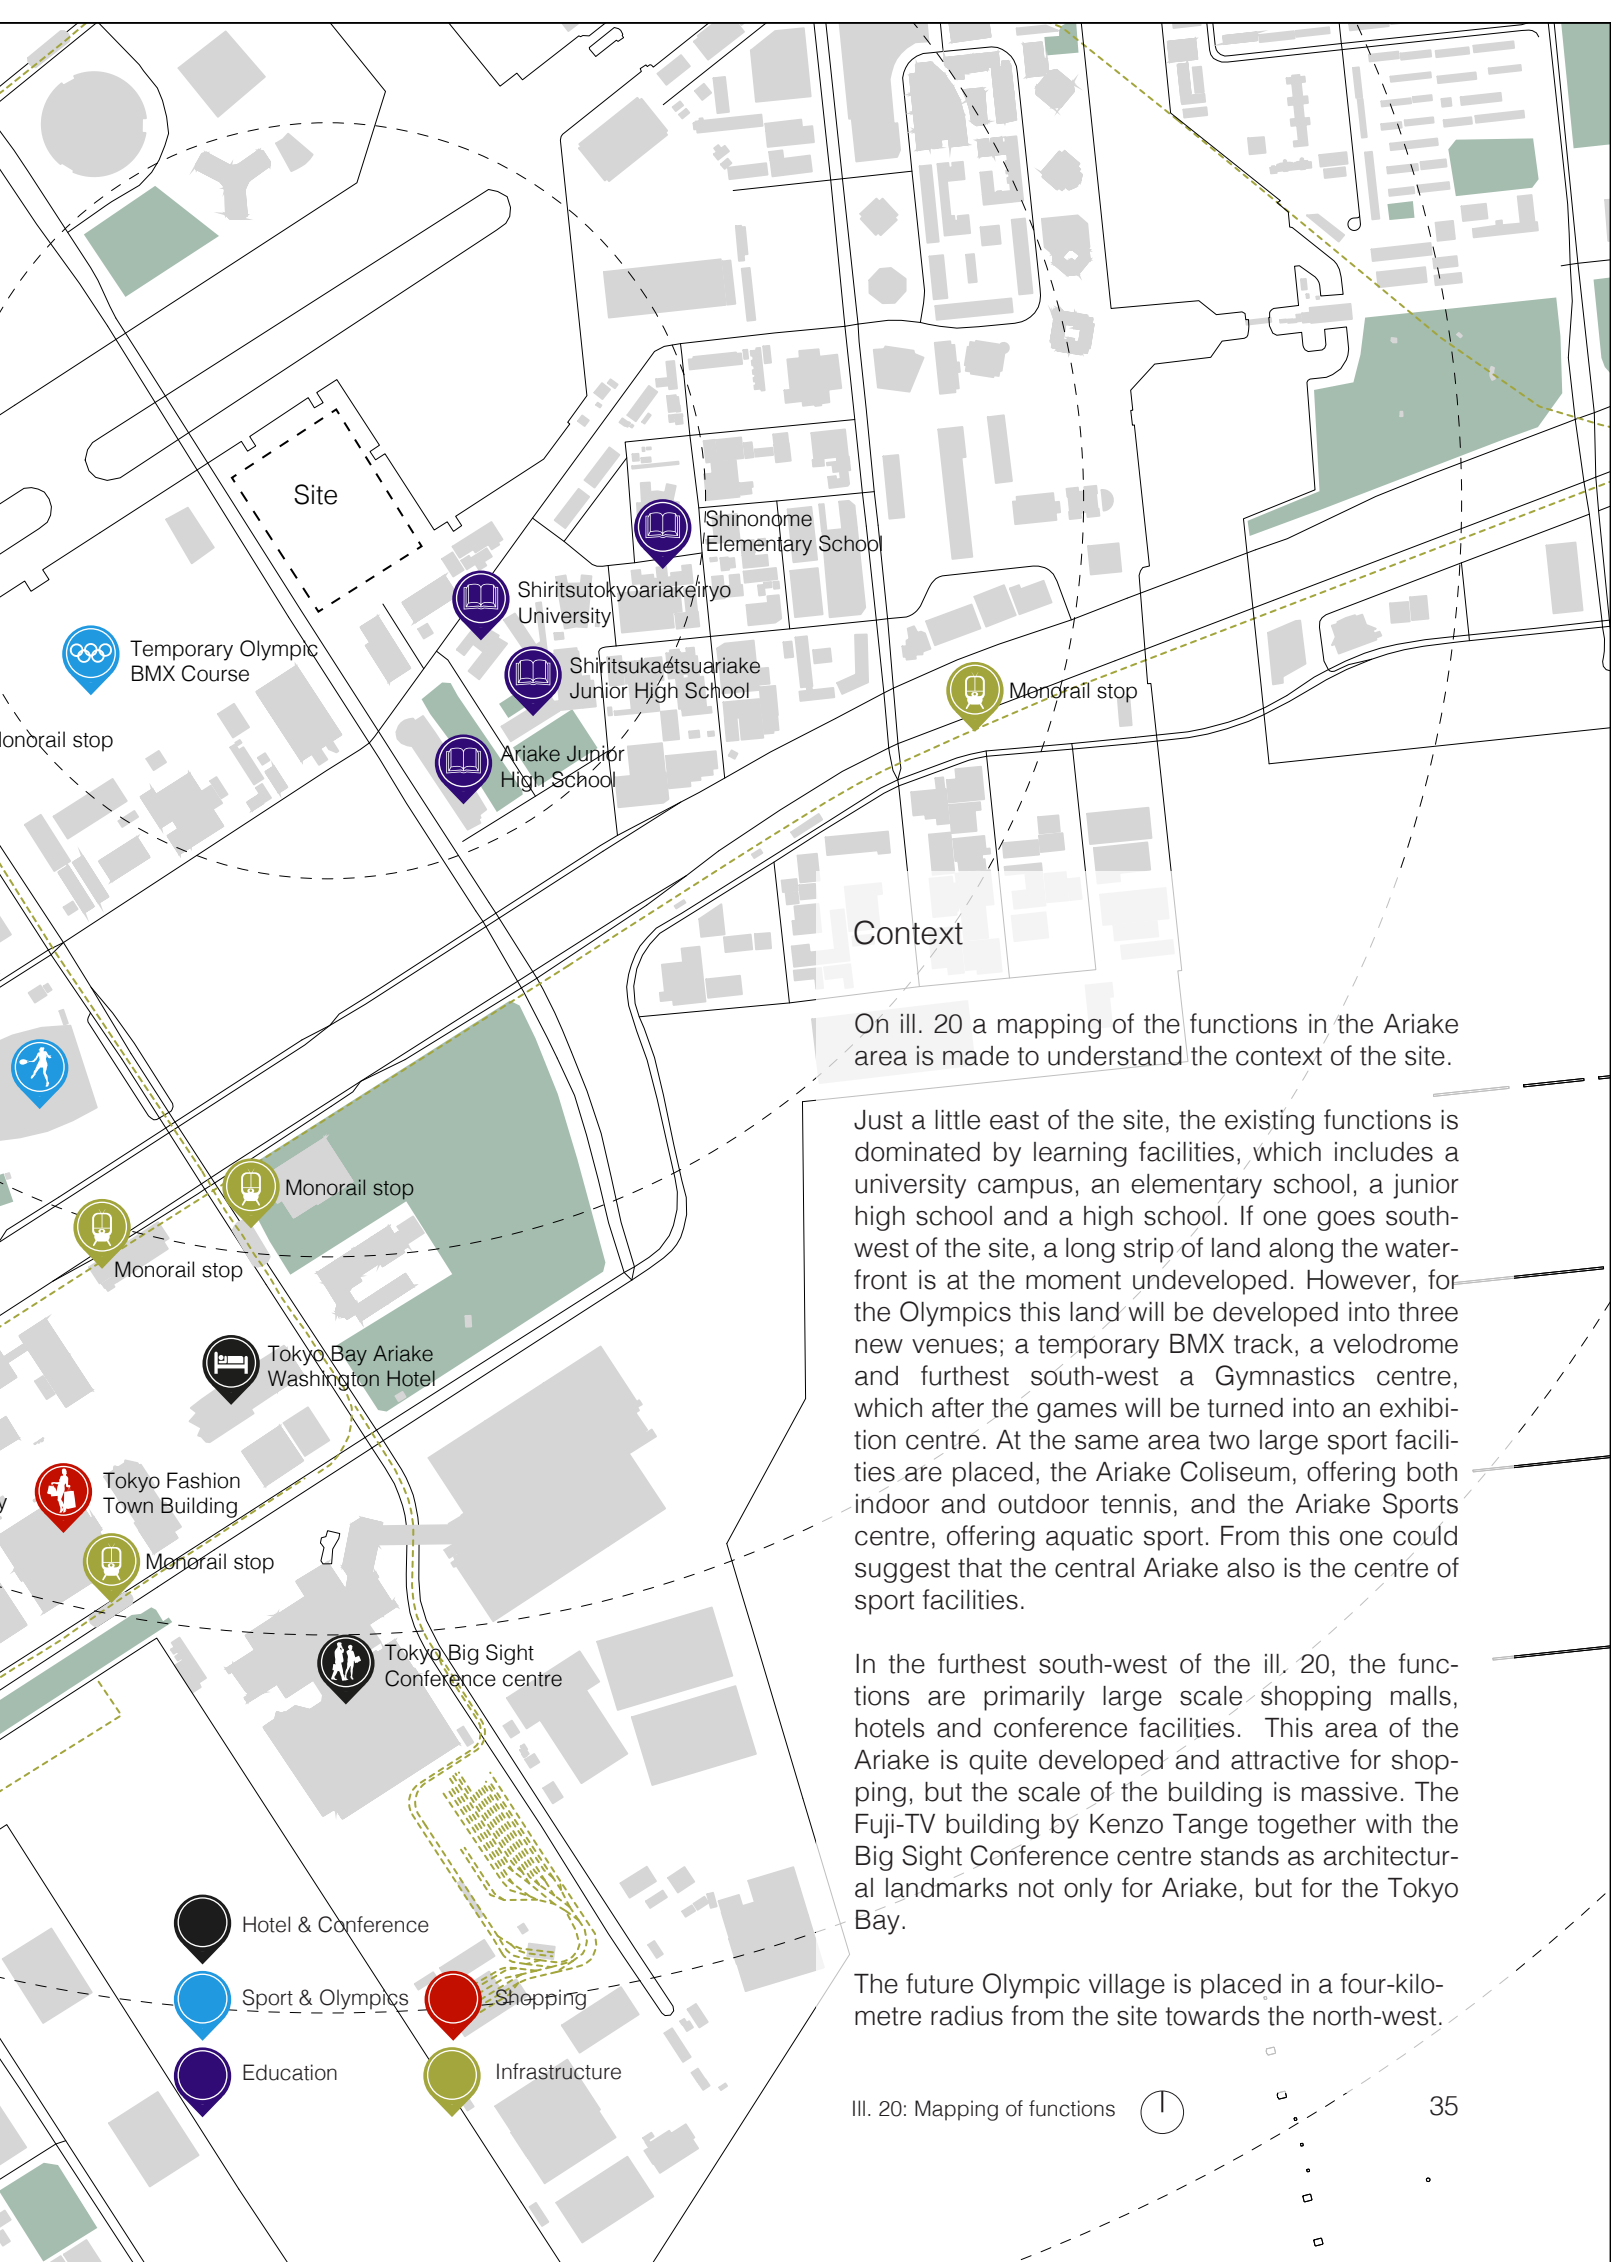 Site
Shinonome
Elementary School
Shiritsutokyoariakeiryo
University
Temporary Olympic
BMX Course
Shiritsukaetsuariake
Junior High School
Monorail stop
onorail stop
Ariake Junior
High School
Context
On ill. 20 a mapping of the functions in the Ariake
area is made to understand the context of the site.
Just a little east of the site, the existing functions is
dominated by learning facilities, which includes a
university campus, an elementary school, a junior
high school and a high school. If one goes south-
west of the site, a long strip of land along the water-
front is at the moment undeveloped. However, for
the Olympics this land will be developed into three
new venues; a temporary BMX track, a velodrome
and furthest south-west a Gymnastics centre,
which after the games will be turned into an exhibi-
tion centre. At the same area two large sport facili-
ties are placed, the Ariake Coliseum, offering both
indoor and outdoor tennis, and the Ariake Sports
centre, offering aquatic sport. From this one could
suggest that the central Ariake also is the centre of
sport facilities.
In the furthest south-west of the ill. 20, the func-
tions are primarily large scale shopping malls,
hotels and conference facilities. This area of the
Ariake is quite developed and attractive for shop-
ping, but the scale of the building is massive. The
Fuji-TV building by Kenzo Tange together with the
Big Sight Conference centre stands as architectur-
al landmarks not only for Ariake, but for the Tokyo
Bay.
The future Olympic village is placed in a four-kilo-
metre radius from the site towards the north-west.
Monorail stop
Monorail stop
Tokyo Bay Ariake
Washington Hotel
Tokyo Fashion
Town Building
y
Monorail stop
Tokyo Big Sight
Conference centre
Hotel & Conference
Sport & Olympics
Shopping
Education
Infrastructure
Ill. 20: Mapping of functions
35